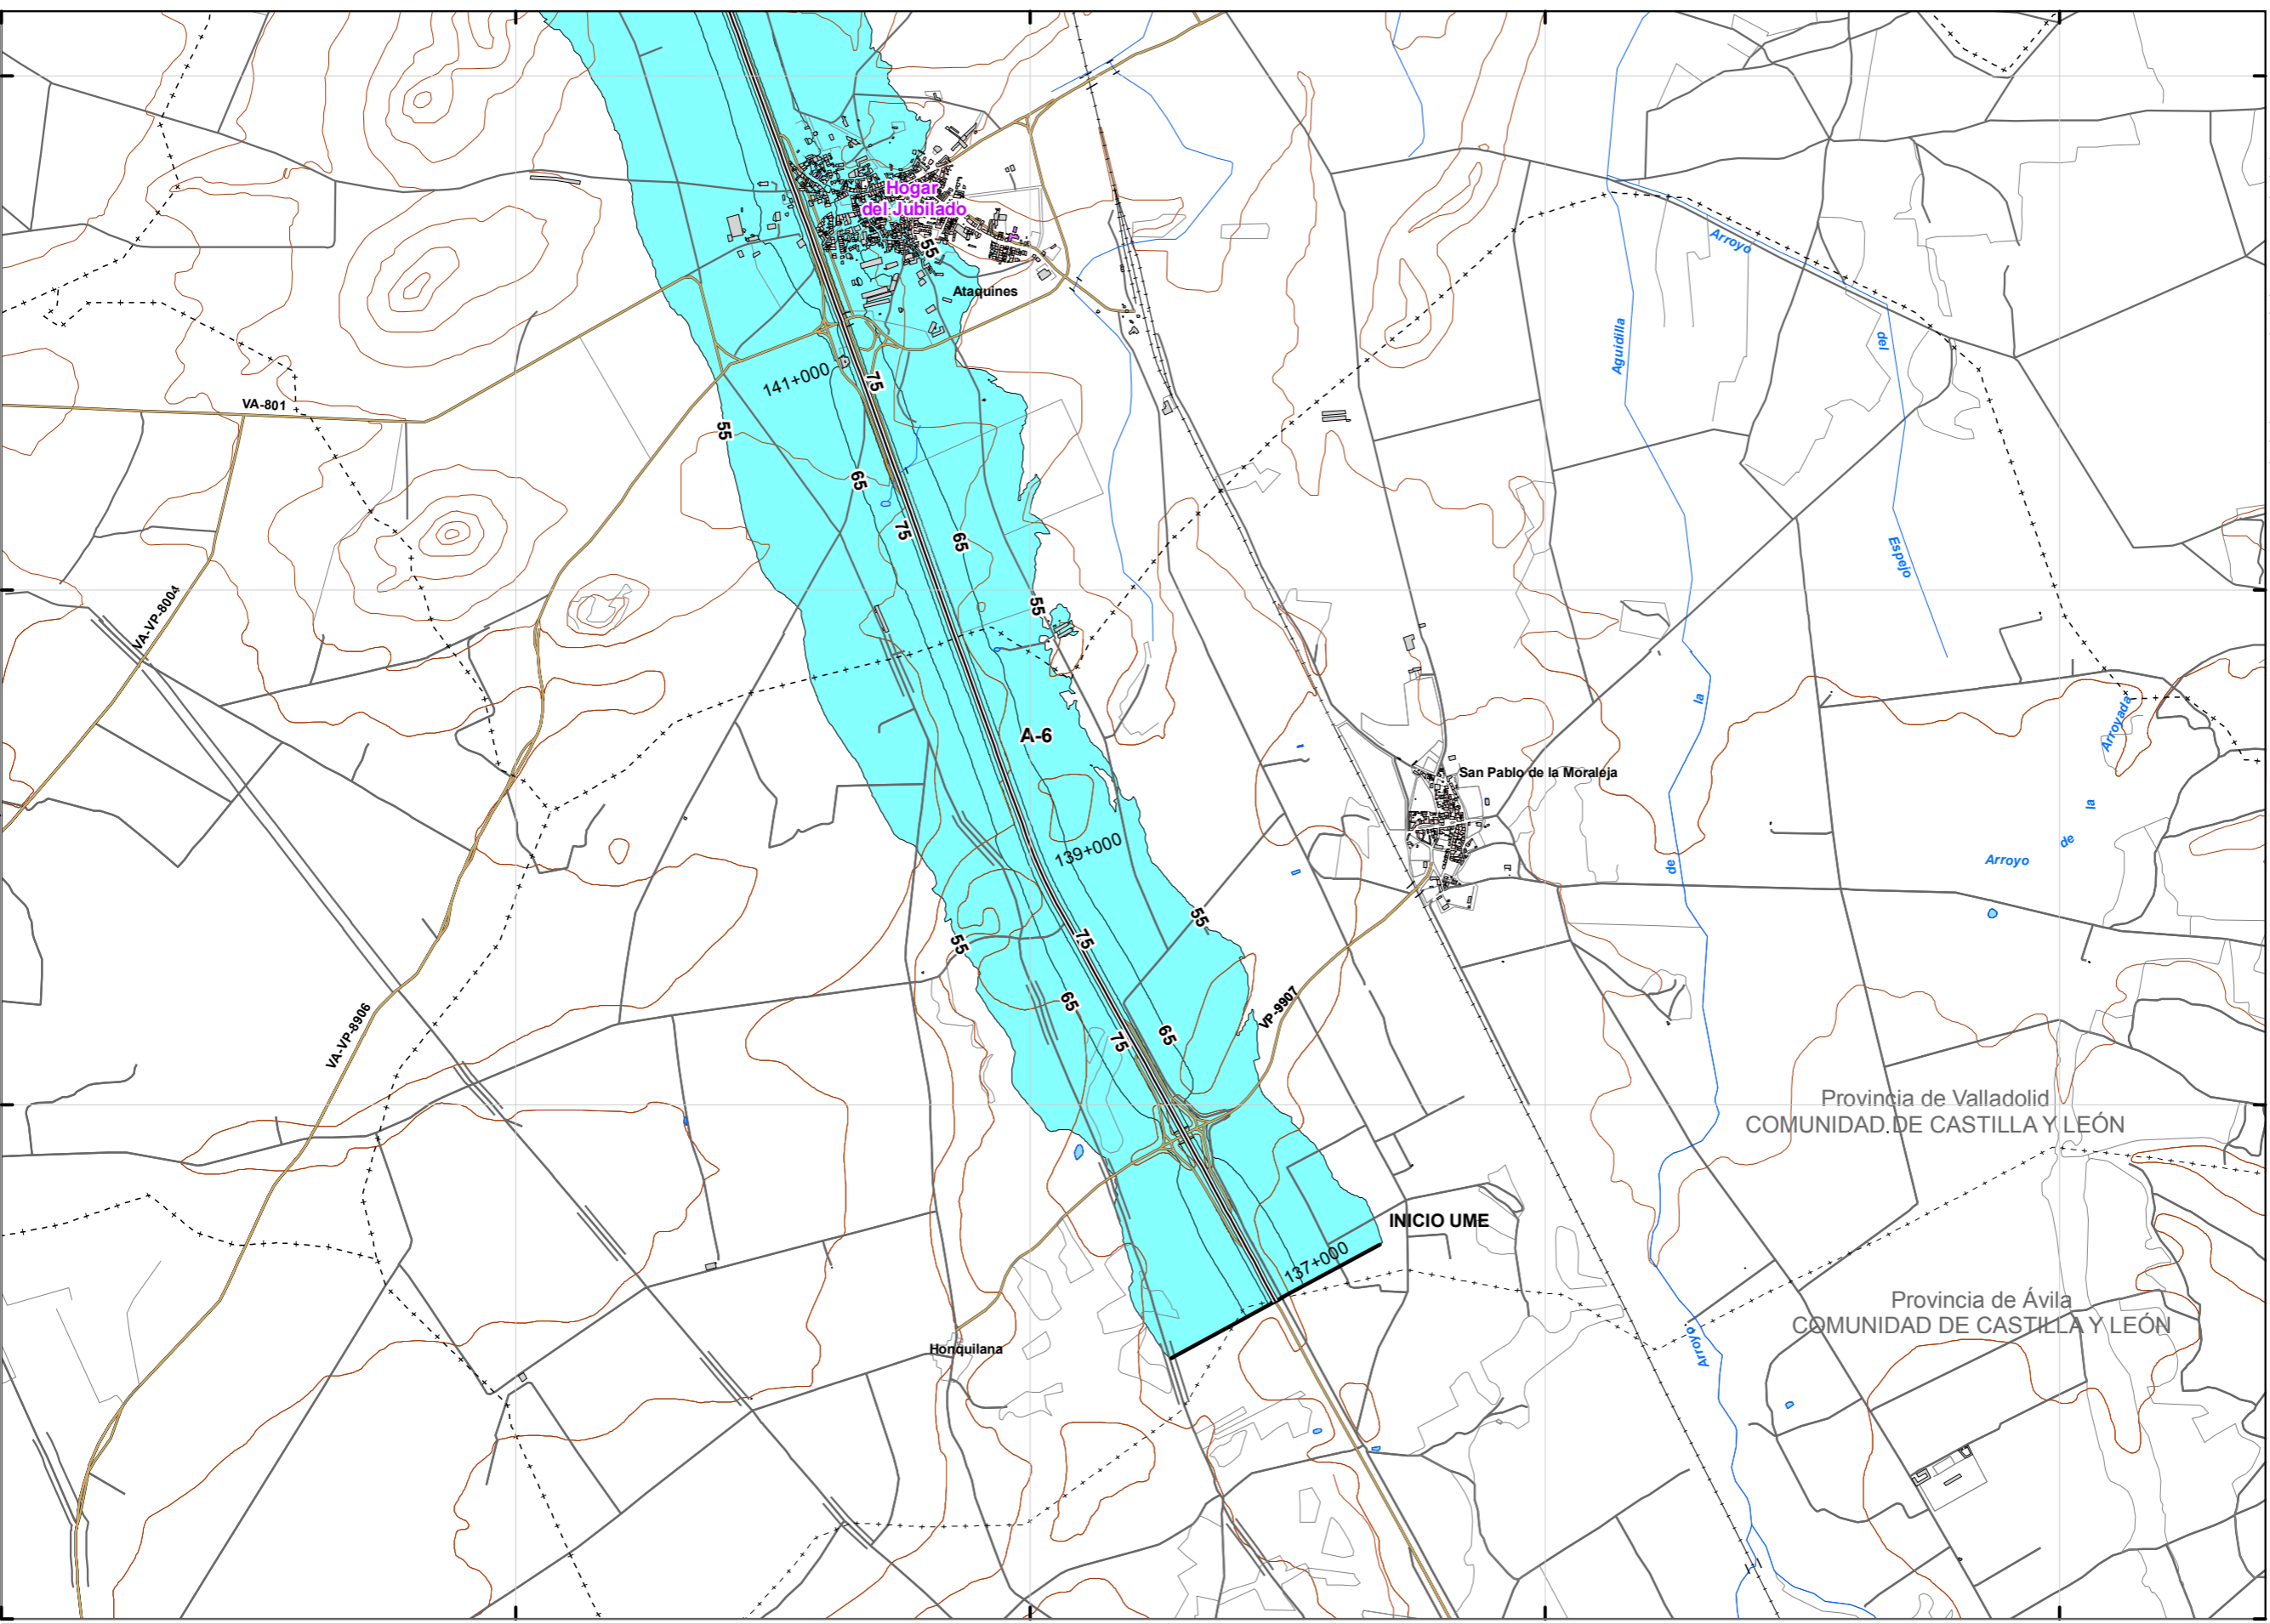 Hogar
del Jubilado
55
Ataquines
Arroyo
del
Espejo
Aguidilla
la
de
Arroyo
141+000
75
VA-801
55
65
75
65
VA-VP-8004
55
A-6
San Pablo de la Moraleja
Arroyada
la
de
Arroyo
139+000
55
55
75
65
65
75
VP-9907
VA-VP-8906
Provincia de Valladolid
COMUNIDAD DE CASTILLA Y LEÓN
INICIO UME
137+000
Provincia de Ávila
COMUNIDAD DE CASTILLA Y LEÓN
Honquilana